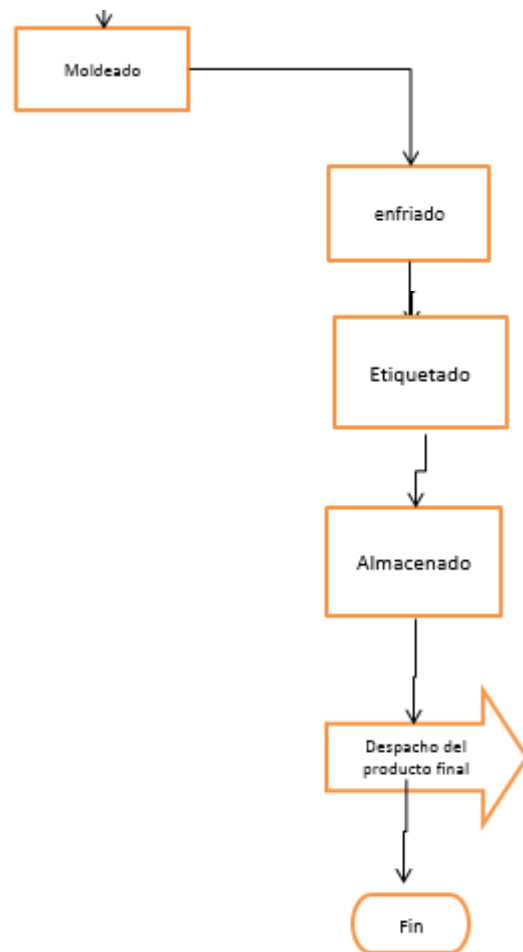 Moldeado
enfriado
Etiquetado
Almacenado
Despacho del
producto final
Fin